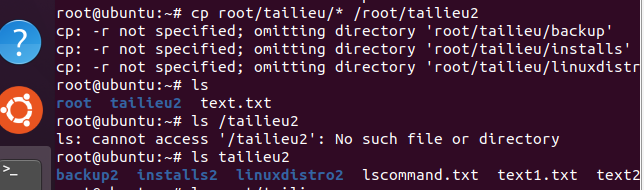 root@ubuntu:~# cp root/tailieu/* /root/tailieu2
cp: -r not specified; omitting directory 'root/tailieu/backup'
cp: -r not specified; omitting directory 'root/tailieu/installs'
cp: -r not specified; omitting directory 'root/tailieu/linuxdistr
root@ubuntu:~# ls
root  tailieu2  text.txt
root@ubuntu:~# ls /tailieu2
ls: cannot access '/tailieu2': No such file or directory
root@ubuntu:~# ls tailieu2
backup2  installs2  linuxdistro2  lscommand.txt  text1.txt  text2